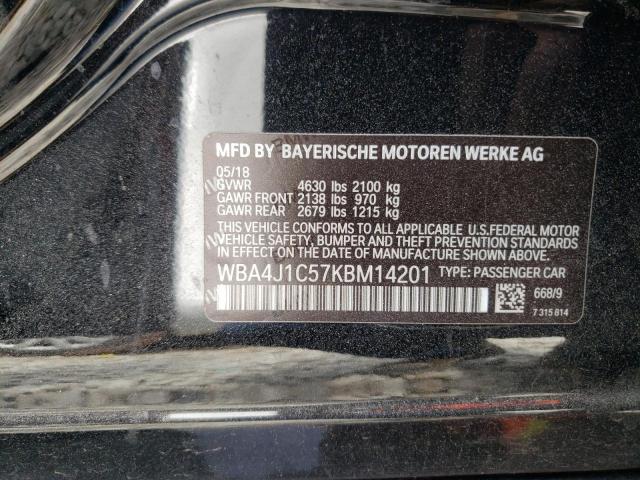 MFD BY BAYERISCHE MOTOREN WERKE AG
05/18
GVWR 4630 lbs 2100 kg
GAWR FRONT 2138 lbs 970 kg
GAWR REAR 2679 lbs 1215 kg
THIS VEHICLE CONFORMS TO ALL APPLICABLE U.S.FEDERAL MOTOR
VEHICLE SAFETY, BUMPER, AND THEFT PREVENTION STANDARDS
IN EFFECT ON THE DATE OF MANUFACTURE SHOWN ABOVE.
WBA4J1C57KBM14201 TYPE: PASSENGER CAR
668/9
7 315 814